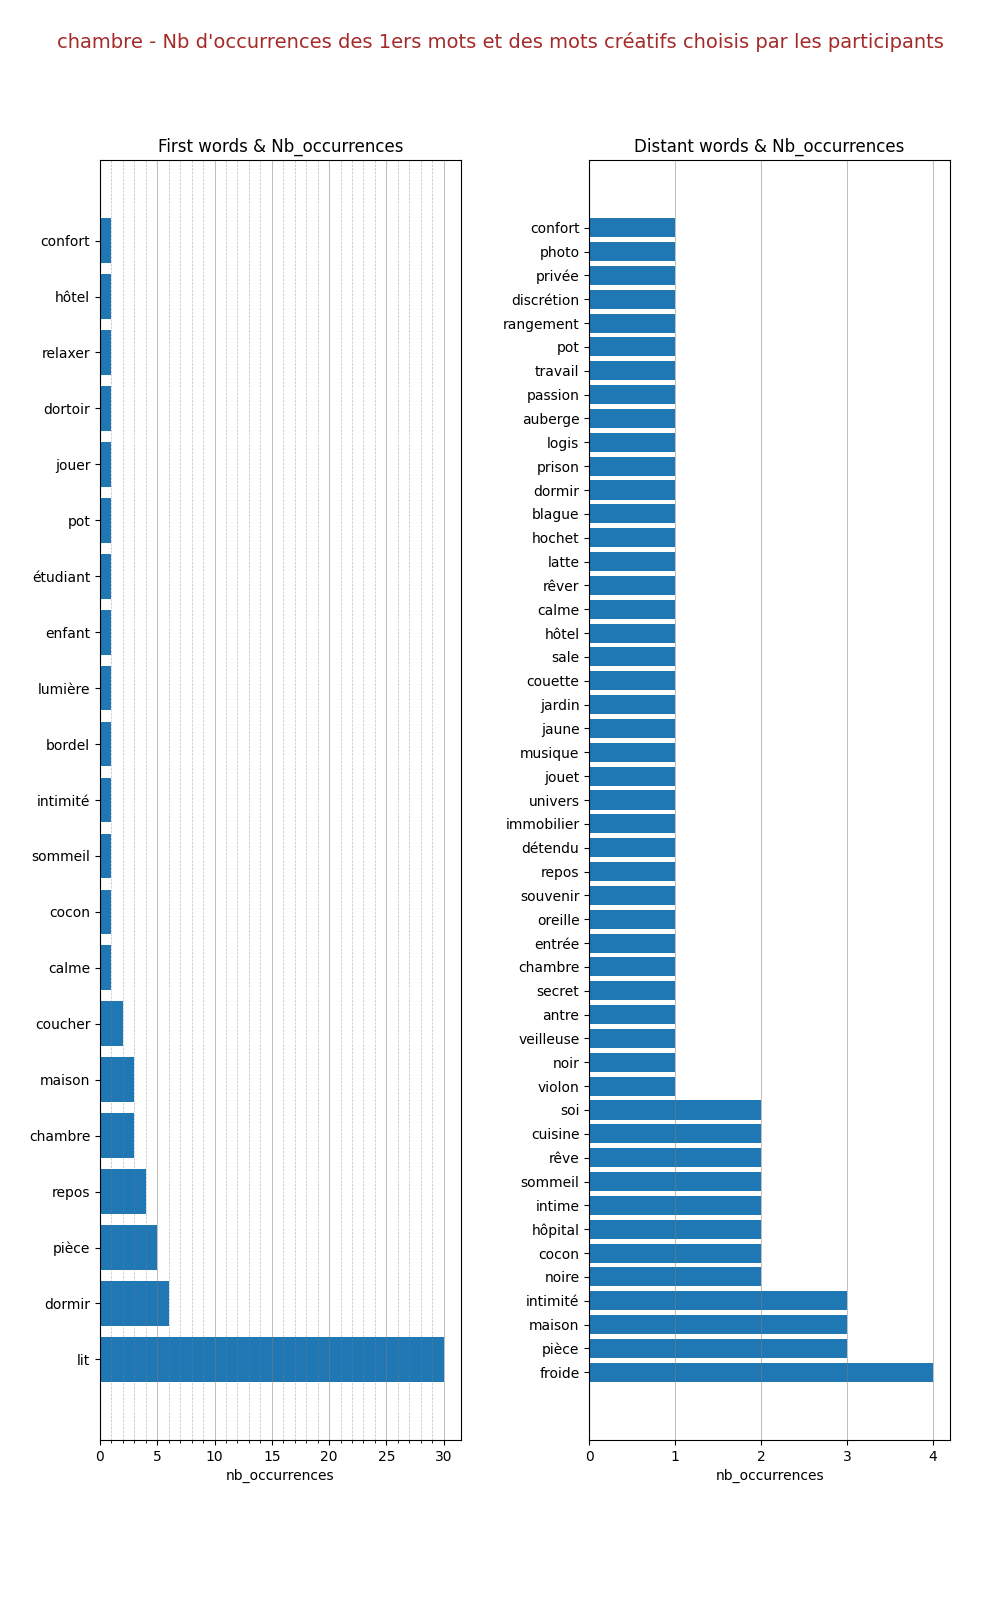 chambre - Nb d'occurrences des 1ers mots et des mots créatifs choisis par les participants
First words & Nb_occurrences
confort
hôtel
relaxer
dortoir
jouer
pot
étudiant
enfant
lumière
bordel
intimité
sommeil
cocon
calme
coucher
maison
chambre
repos
pièce
dormir
lit
0 5 10 15 20 25 30
nb_occurrences
Distant words & Nb_occurrences
confort
photo
privée
discrétion
rangement
pot
travail
passion
auberge
logis
prison
dormir
blague
hochet
latte
rêver
calme
hôtel
sale
couette
jardin
jaune
musique
jouet
univers
immobilier
détendu
repos
souvenir
oreille
entrée
chambre
secret
antre
veilleuse
noir
violon
soi
cuisine
rêve
sommeil
intime
hôpital
cocon
noire
intimité
maison
pièce
froide
0 1 2 3 4
nb_occurrences